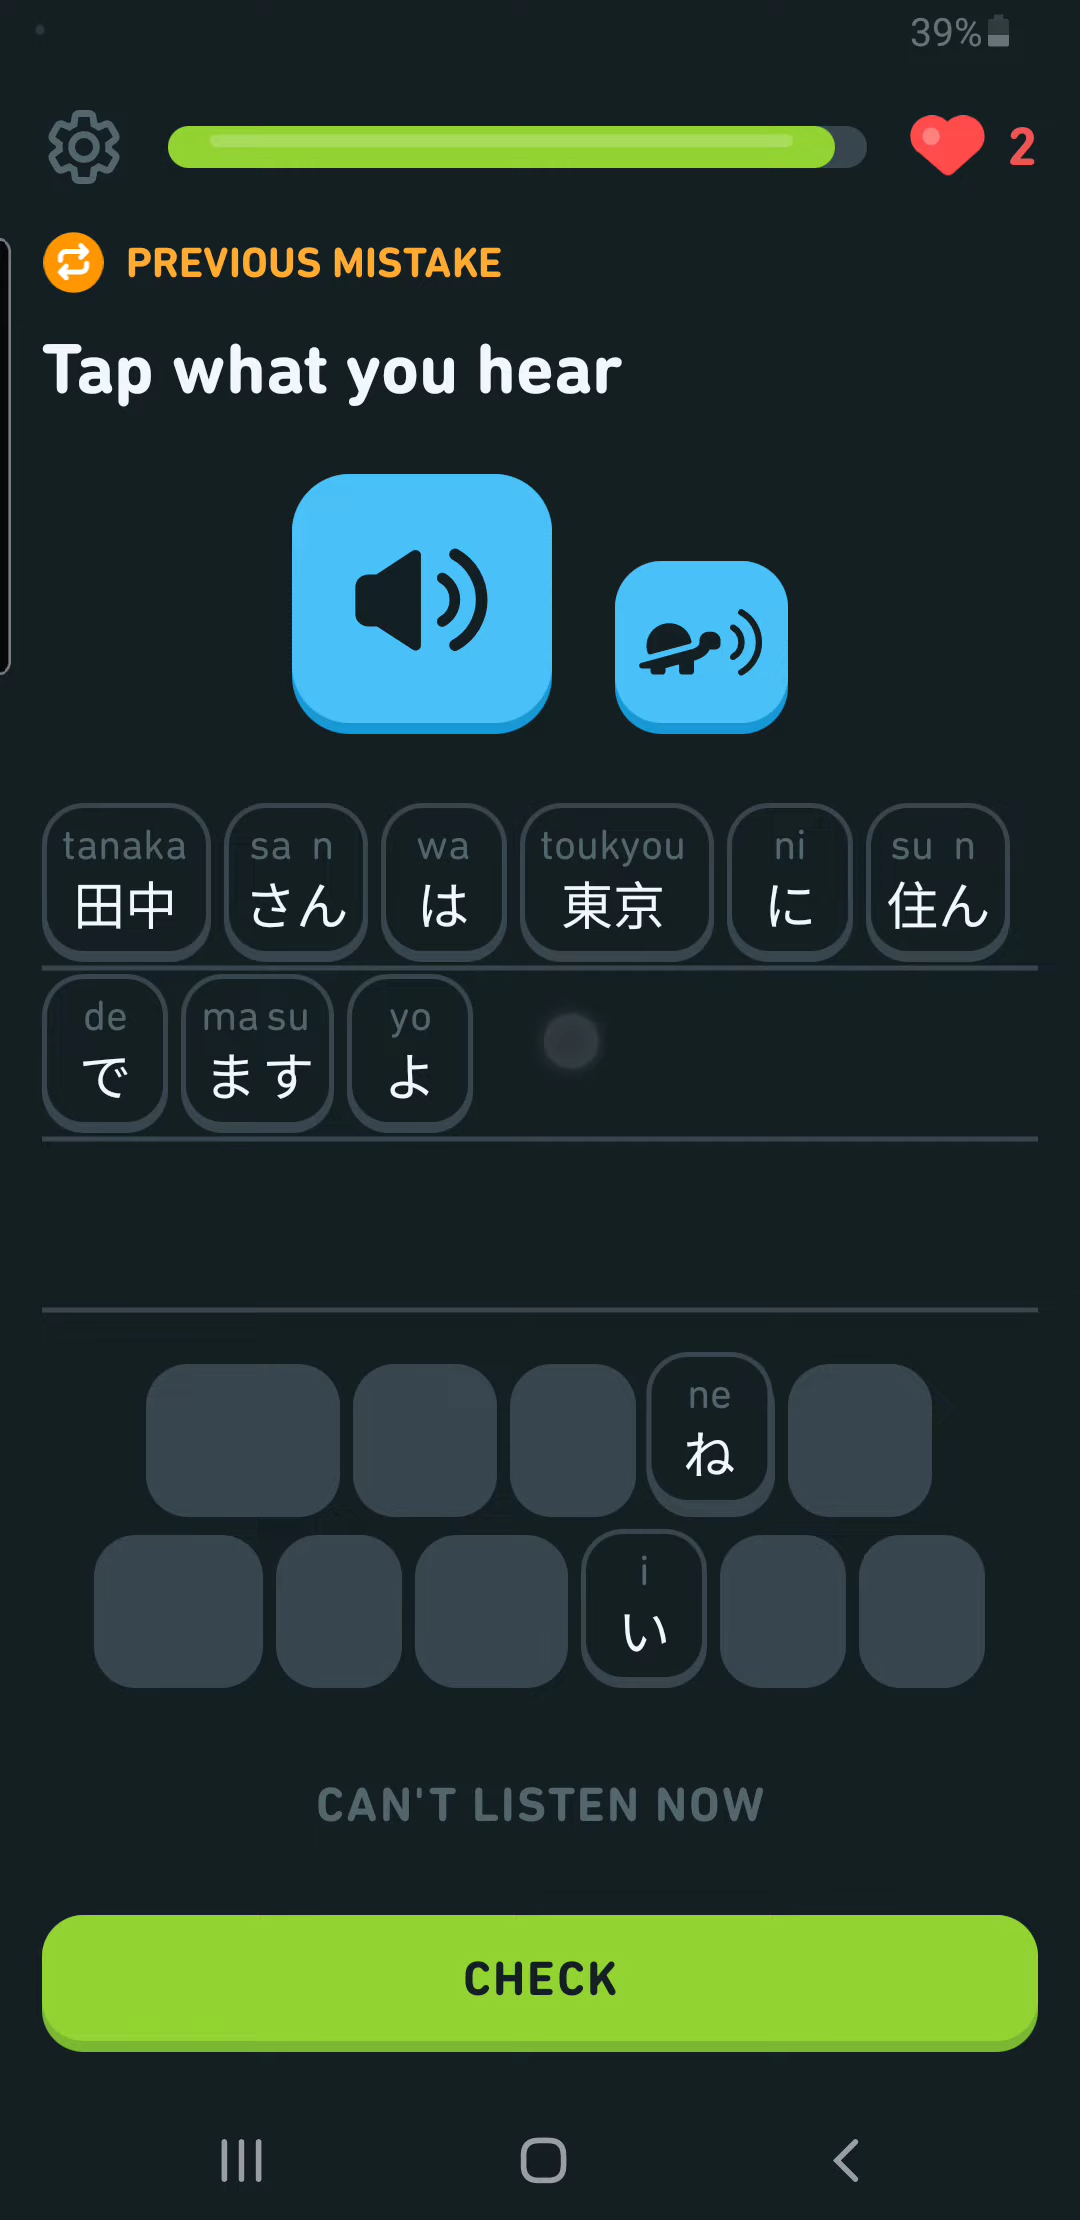 39%
2
PREVIOUS MISTAKE
Tap what you hear
tanaka sa n wa toukyou ni su n
田中 さん は 東京 に 住ん
de ma su yo
で ます よ
ne
ね
i
い
CAN'T LISTEN NOW
CHECK